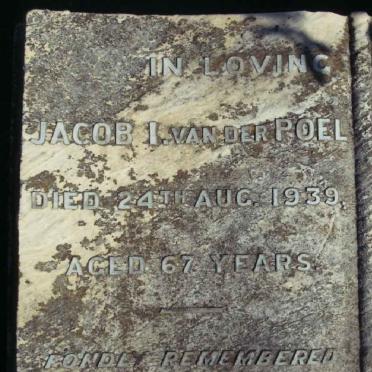 IN LOVING
JACOB I. VAN DER POEL
DIED 24TH AUG. 1939,
AGED 67 YEARS
FONDLY REMEMBERED